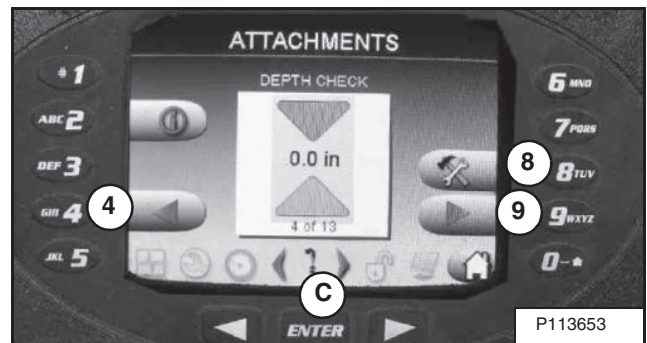 ATTACHMENTS
DEPTH CHECK
# 1
ABC 2
DEF 3
GHI 4
JKL 5
6 MNO
7 PQRS
8 TUV
9 WXYZ
0
0.0 in
4 of 13
4
8
9
C
ENTER
P113653